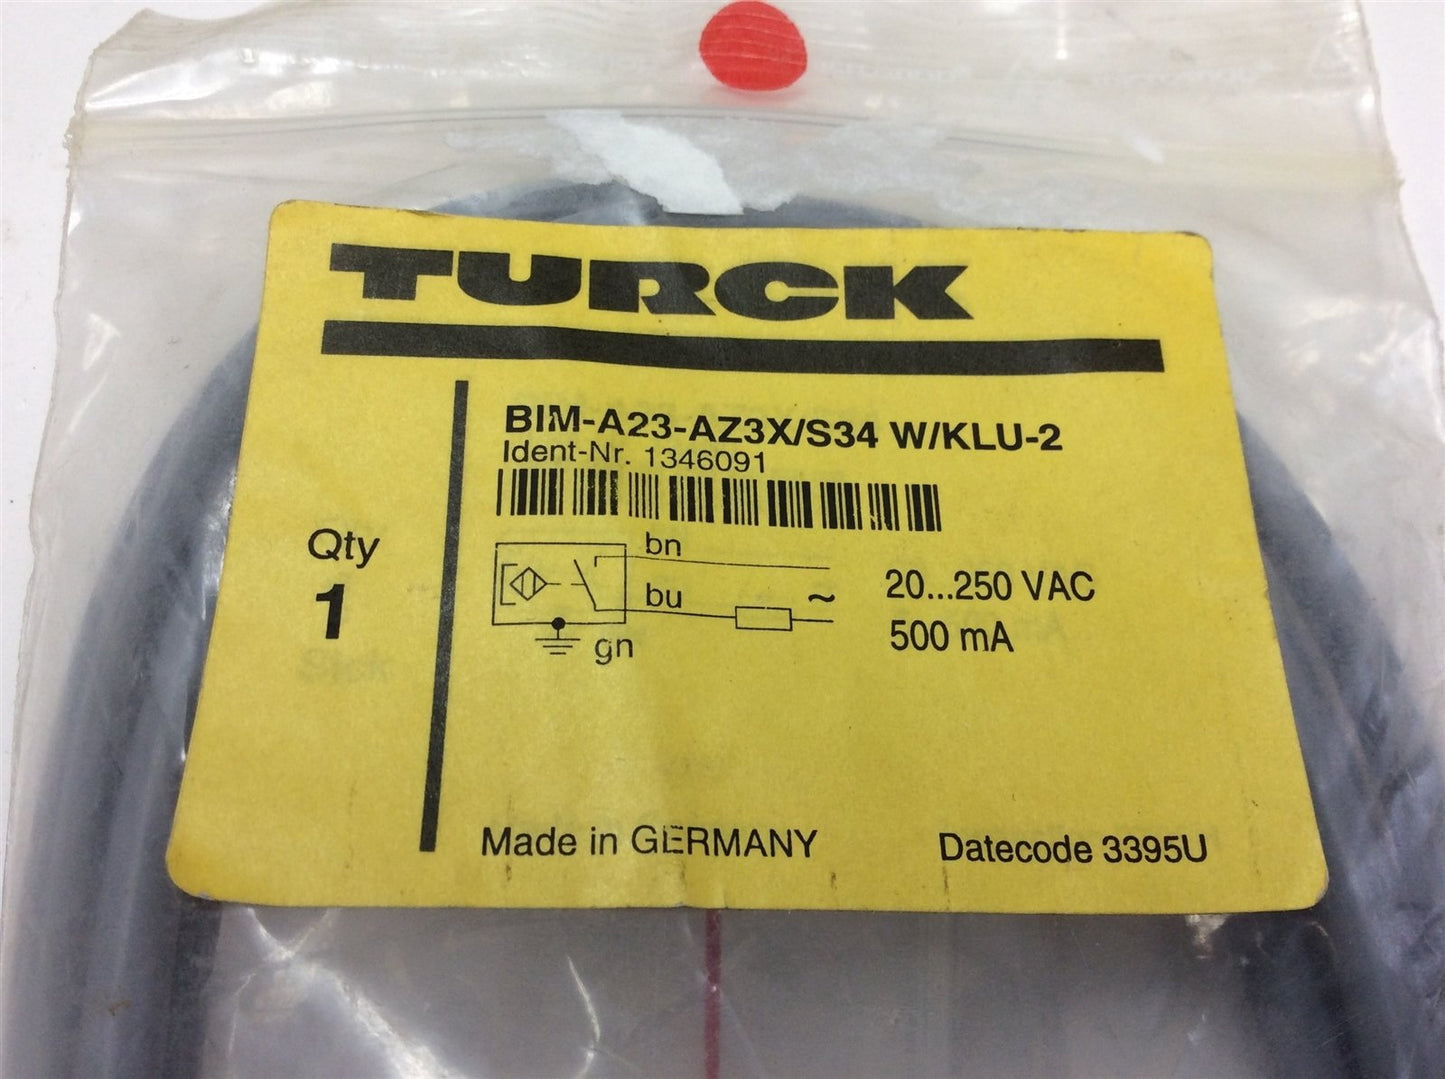 TURCK
BIM-A23-AZ3X/S34 W/KLU-2
Ident-Nr. 1346091
Qty
1
bn
bu
~
gn
20...250 VAC
500 mA
Made in GERMANY
Datecode 3395U